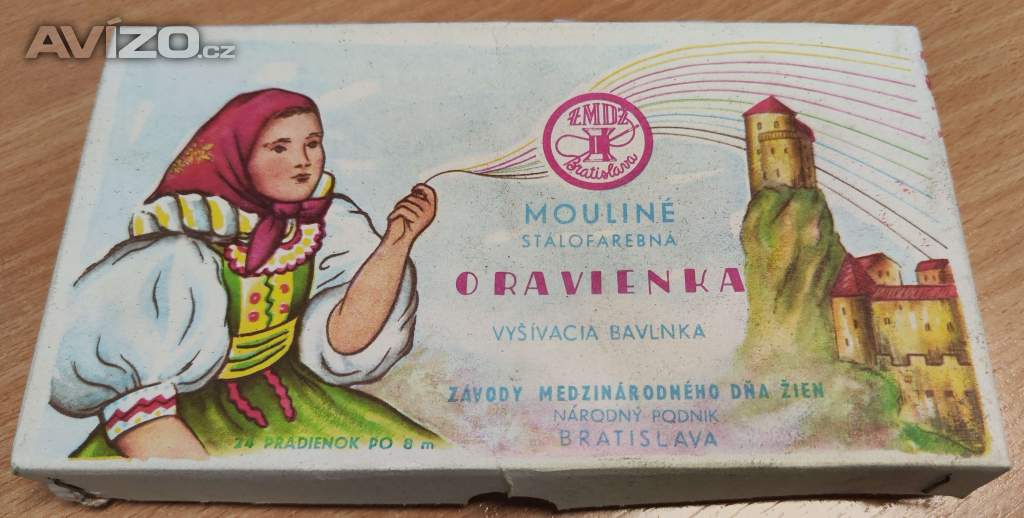 AVÍZO.cz
ZMDŽ
Bratislava
MOULINÉ
STÁLOFAREBNÁ
ORAVIENKA
VYŠÍVACIA BAVLNKA
ZÁVODY MEDZINÁRODNÉHO DŇA ŽIEN
NÁRODNÝ PODNIK
BRATISLAVA
24 PRADIENOK PO 8 m